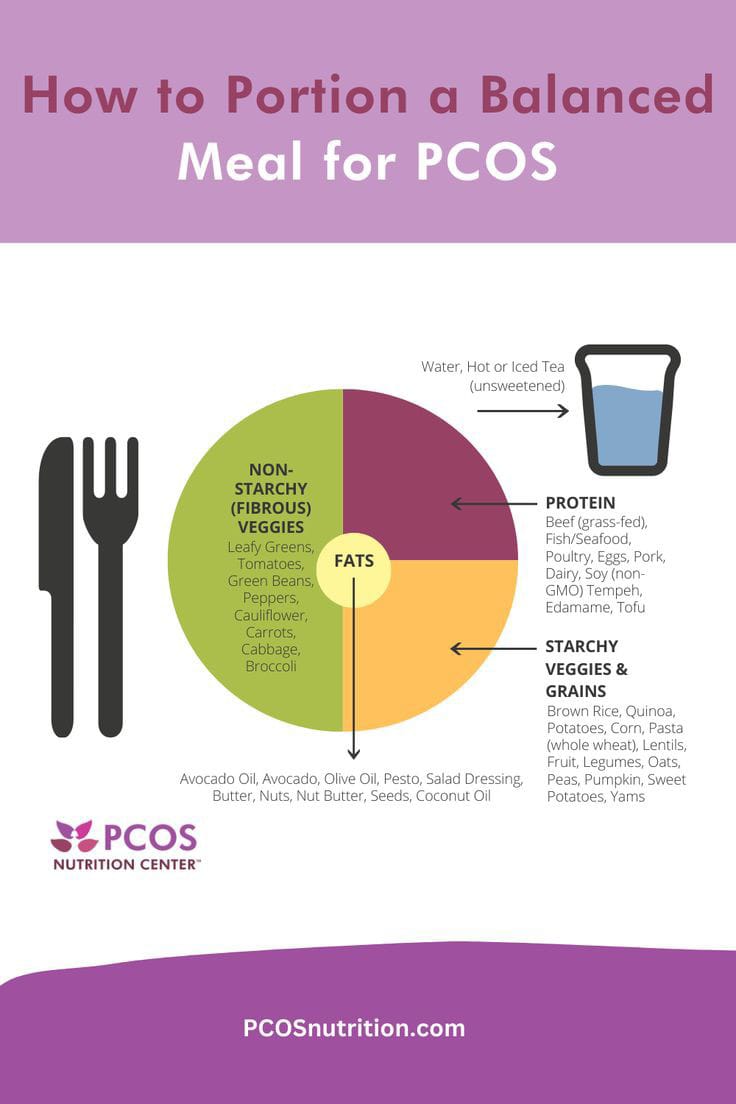 How to Portion a Balanced
Meal for PCOS
Water, Hot or Iced Tea
(unsweetened)
NON-
STARCHY
(FIBROUS)
VEGGIES
Leafy Greens,
Tomatoes,
Green Beans,
Peppers,
Cauliflower,
Carrots,
Cabbage,
Broccoli
FATS
PROTEIN
Beef (grass-fed),
Fish/Seafood,
Poultry, Eggs, Pork,
Dairy, Soy (non-
GMO) Tempeh,
Edamame, Tofu
STARCHY
VEGGIES &
GRAINS
Brown Rice, Quinoa,
Potatoes, Corn, Pasta
(whole wheat), Lentils,
Fruit, Legumes, Oats,
Peas, Pumpkin, Sweet
Potatoes, Yams
Avocado Oil, Avocado, Olive Oil, Pesto, Salad Dressing,
Butter, Nuts, Nut Butter, Seeds, Coconut Oil
PCOS
NUTRITION CENTER™
PCOSnutrition.com